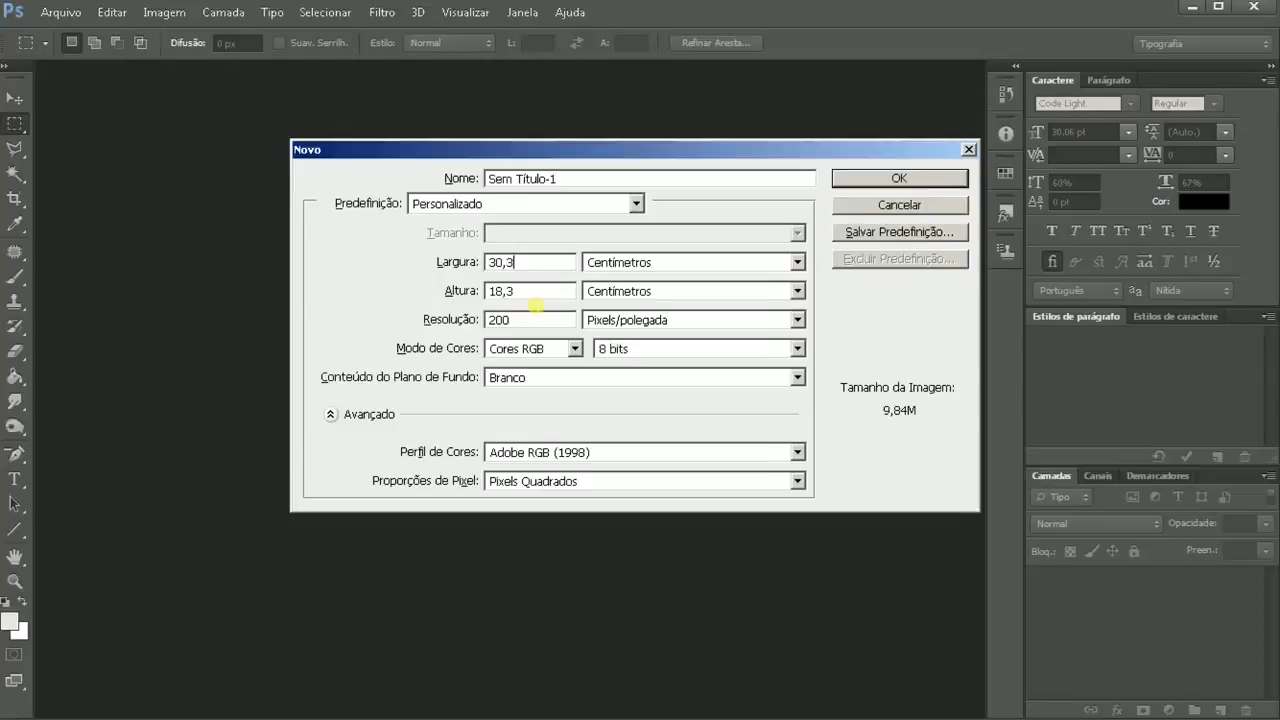 Ps Arquivo Editar Imagem Camada Tipo Selecionar Filtro 3D Visualizar Janela Ajuda
Difusão: 0 px Suav. Serrilh. Estilo: Normal L: A: Refinar Aresta... Tipografia
Caractere Parágrafo
Code Light Regular
30,06 pt (Auto.)
0
60% 67%
0 pt Cor:
Português Nítida
Estilos de parágrafo Estilos de caractere
Camadas Canais Demarcadores
Tipo
Normal Opacidade:
Bloq.: Preen.:
Novo
Nome: Sem Título-1
Predefinição: Personalizado
Tamanho:
Largura: 30,3 Centímetros
Altura: 18,3 Centímetros
Resolução: 200 Pixels/polegada
Modo de Cores: Cores RGB 8 bits
Conteúdo do Plano de Fundo: Branco
Avançado
Perfil de Cores: Adobe RGB (1998)
Proporções de Pixel: Pixels Quadrados
OK
Cancelar
Salvar Predefinição...
Excluir Predefinição...
Tamanho da Imagem:
9,84M